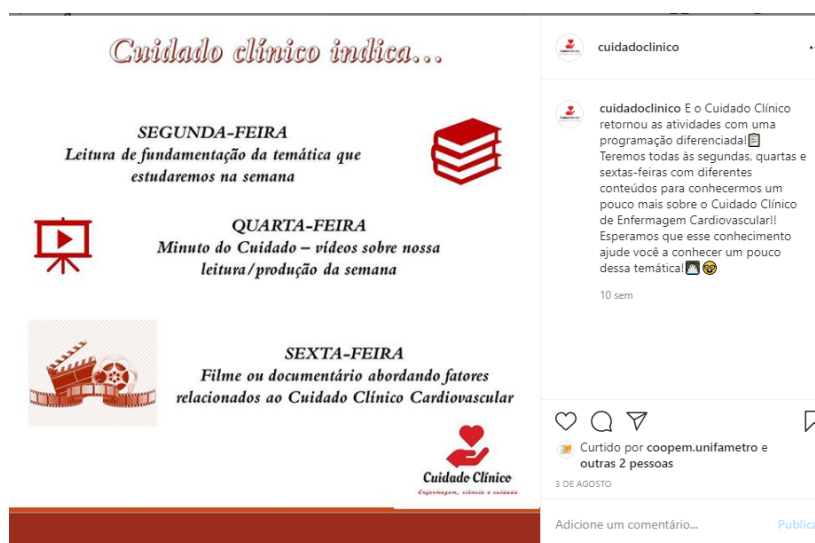 Cuidado clínico indica...
SEGUNDA-FEIRA
Leitura de fundamentação da temática que
estudaremos na semana
QUARTA-FEIRA
Minuto do Cuidado – vídeos sobre nossa
leitura/produção da semana
SEXTA-FEIRA
Filme ou documentário abordando fatores
relacionados ao Cuidado Clínico Cardiovascular
Cuidado Clínico
Enfermagem, ciência e cuidado
cuidadoclinico
cuidadoclinico E o Cuidado Clínico
retornou as atividades com uma
programação diferenciada!📋
Teremos todas às segundas, quartas e
sextas-feiras com diferentes
conteúdos para conhecermos um
pouco mais sobre o Cuidado Clínico
de Enfermagem Cardiovascular!!
Esperamos que esse conhecimento
ajude você a conhecer um pouco
dessa temática!👨🏻‍🏫🤓
10 sem
Curtido por coopem.unifametro e
outras 2 pessoas
3 DE AGOSTO
Adicione um comentário...
Publica